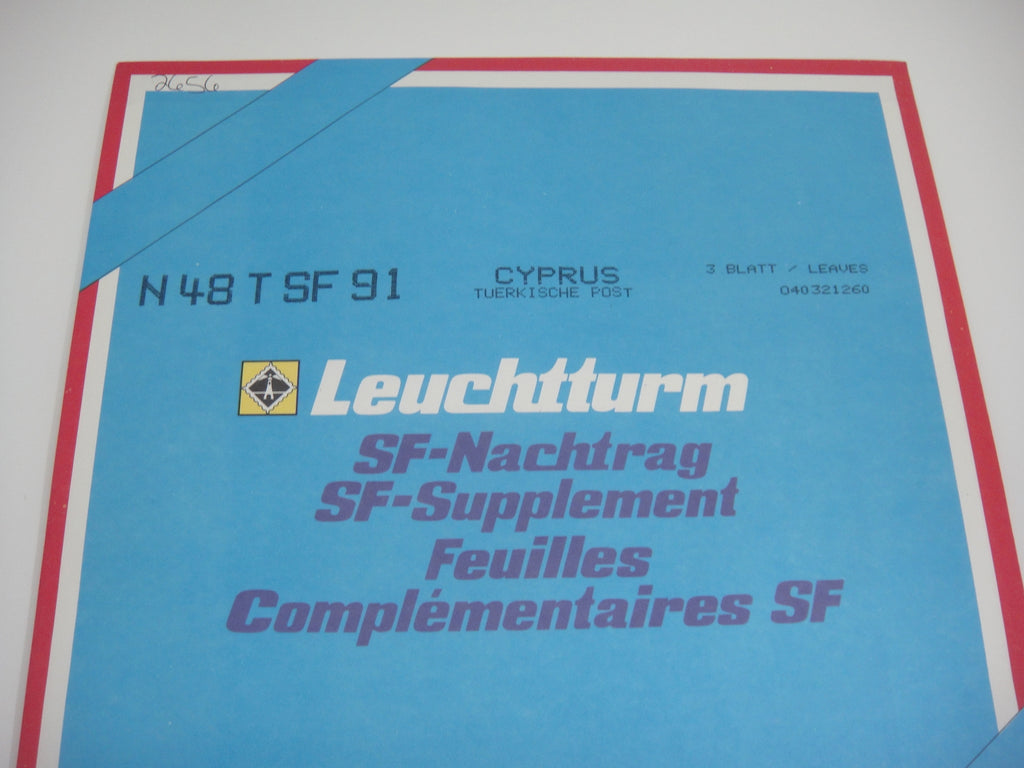 2656
N 48 T SF 91
CYPRUS
TUERKISCHE POST
3 BLATT / LEAVES
040321260
Leuchtturm
SF-Nachtrag
SF-Supplement
Feuilles
Complémentaires SF